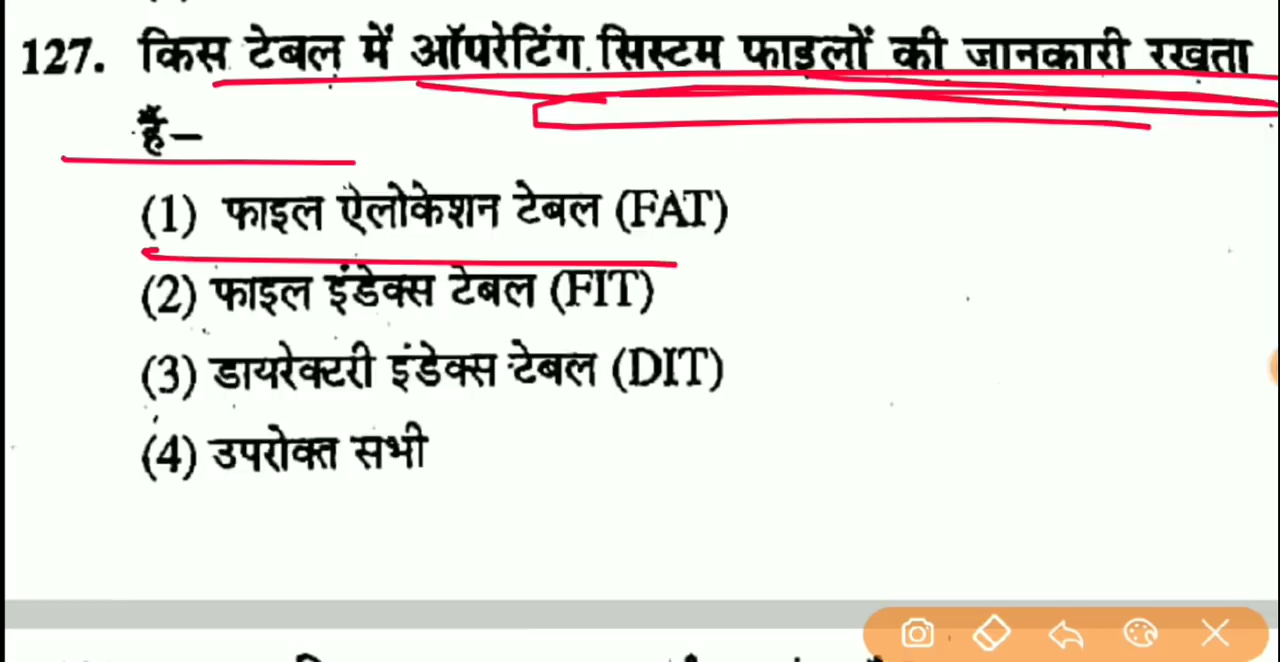 127. किस टेबल में ऑपरेटिंग सिस्टम फाइलों की जानकारी रखता
हैं–
(1) फाइल ऐलोकेशन टेबल (FAT)
(2) फाइल इंडेक्स टेबल (FIT)
(3) डायरेक्टरी इंडेक्स टेबल (DIT)
(4) उपरोक्त सभी